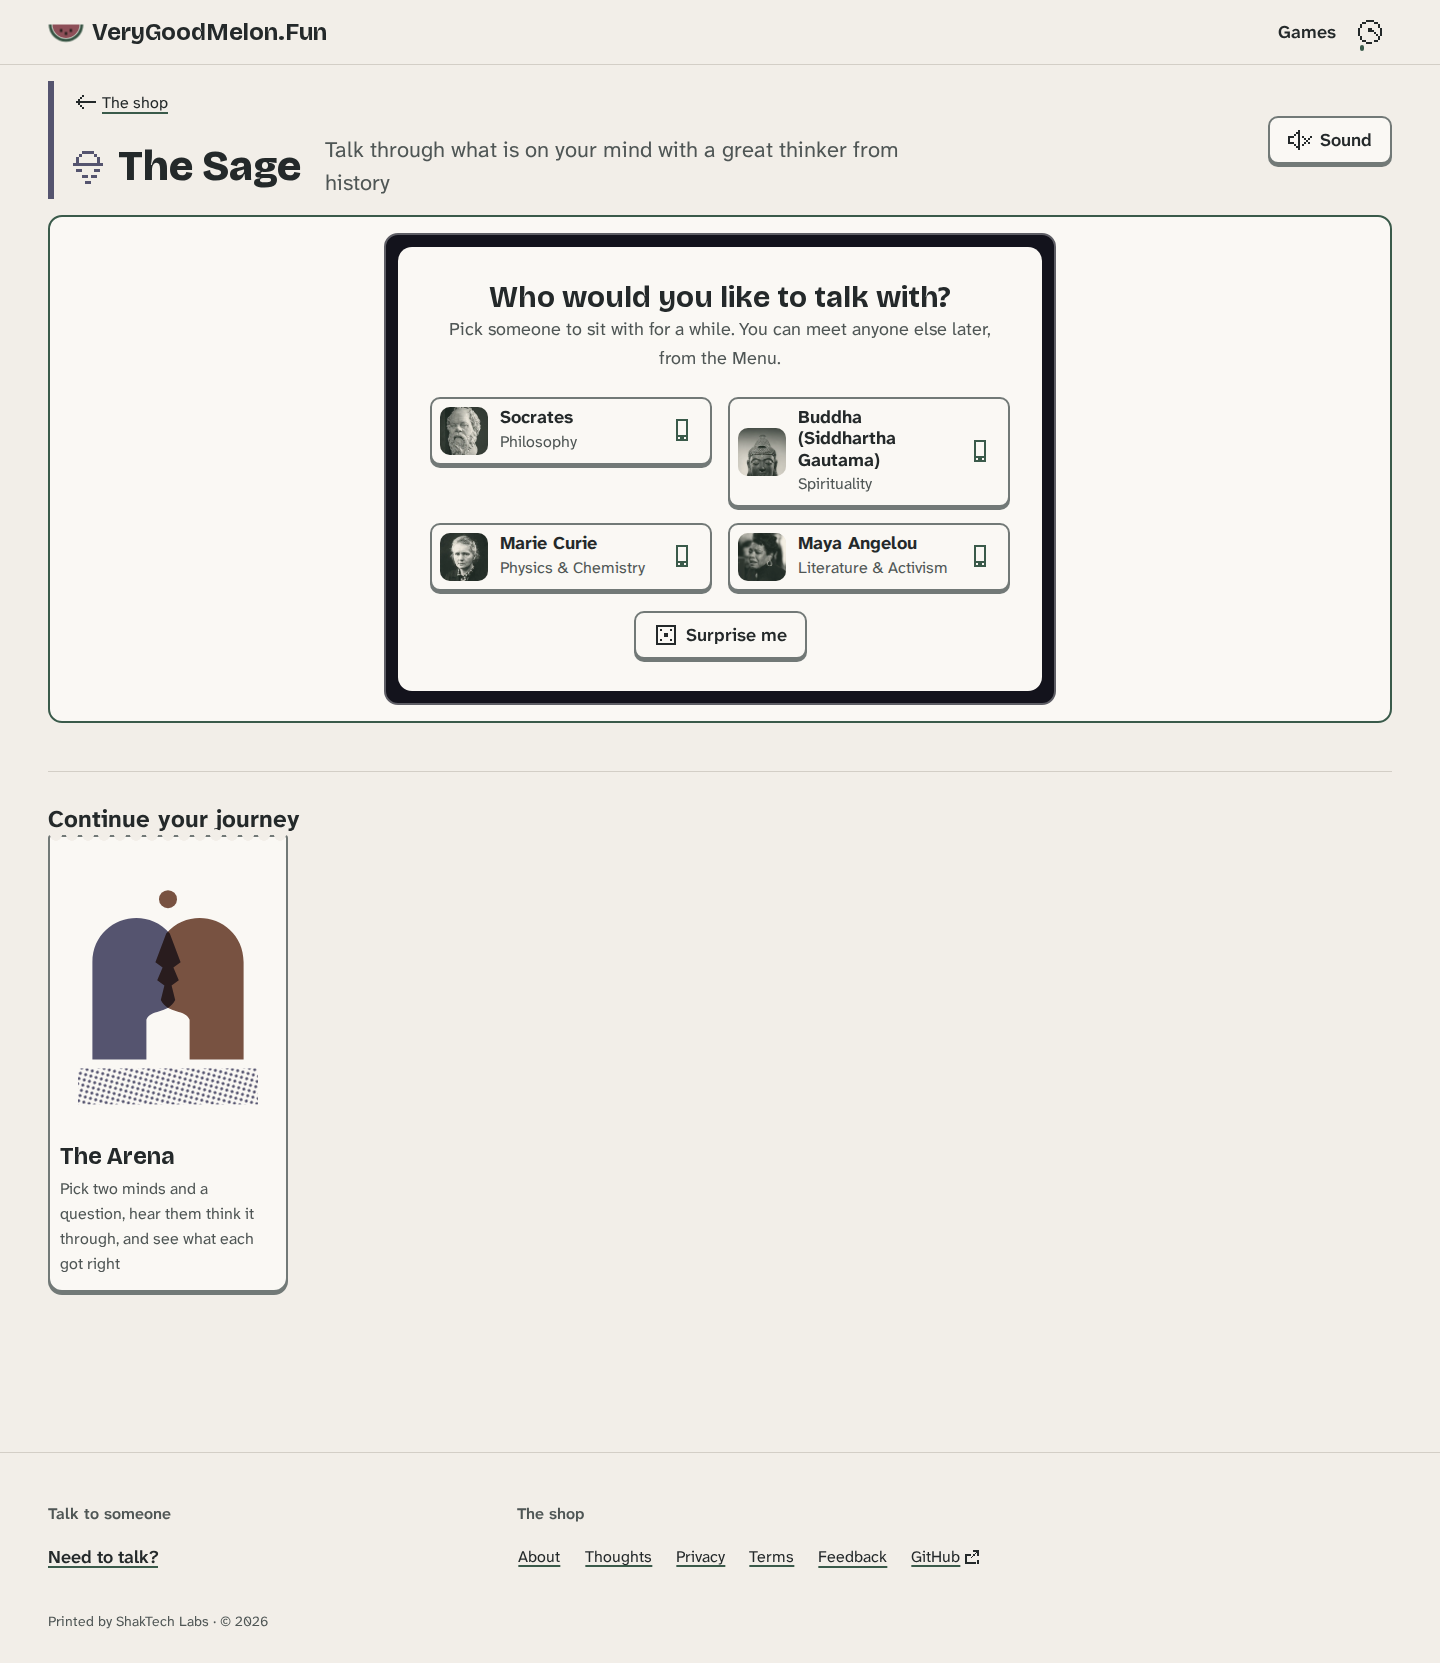 VeryGoodMelon.Fun
Games
The shop
The Sage
Talk through what is on your mind with a great thinker from
history
Sound
Who would you like to talk with?
Pick someone to sit with for a while. You can meet anyone else later,
from the Menu.
Socrates
Philosophy
Buddha
(Siddhartha
Gautama)
Spirituality
Marie Curie
Physics & Chemistry
Maya Angelou
Literature & Activism
Surprise me
Continue your journey
The Arena
Pick two minds and a
question, hear them think it
through, and see what each
got right
Talk to someone
Need to talk?
The shop
About Thoughts Privacy Terms Feedback GitHub
Printed by ShakTech Labs · © 2026